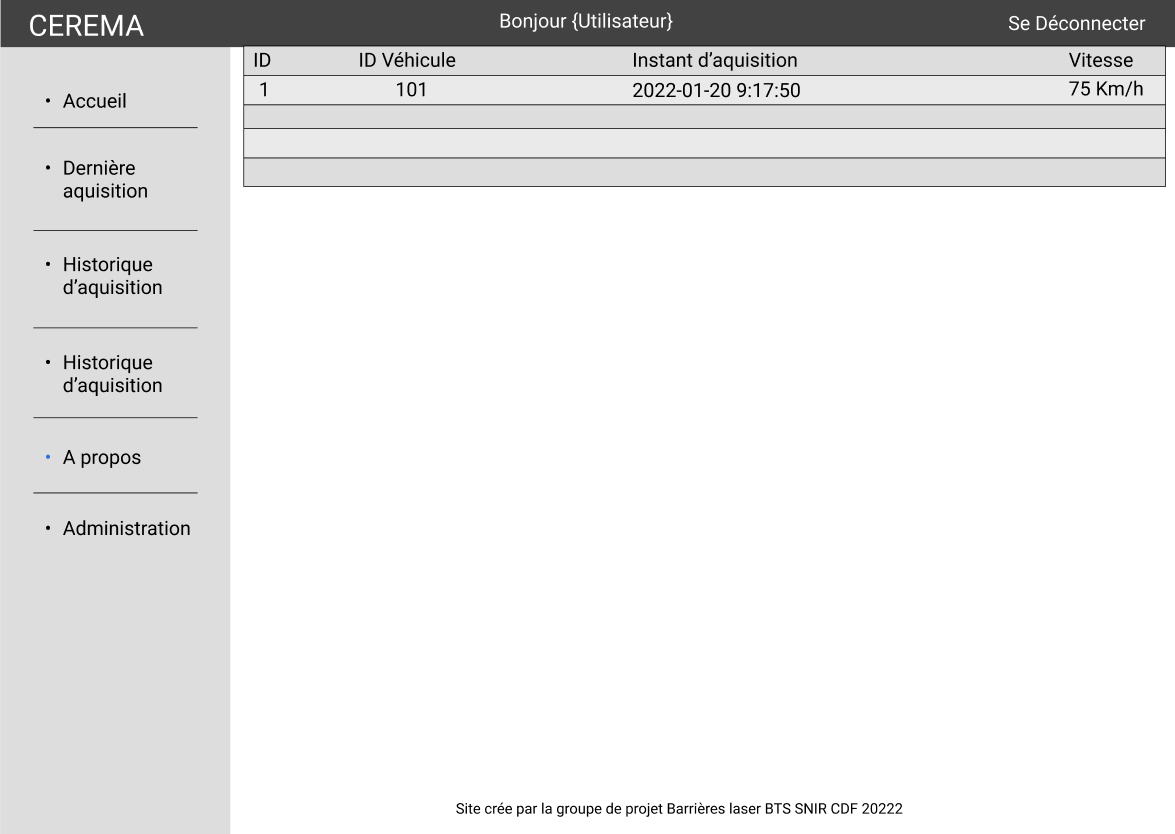 CEREMA
Bonjour {Utilisateur}
Se Déconnecter
ID ID Véhicule Instant d’aquisition Vitesse
1 101 2022-01-20 9:17:50 75 Km/h
• Accueil
• Dernière
aquisition
• Historique
d’aquisition
• Historique
d’aquisition
• A propos
• Administration
Site crée par la groupe de projet Barrières laser BTS SNIR CDF 20222